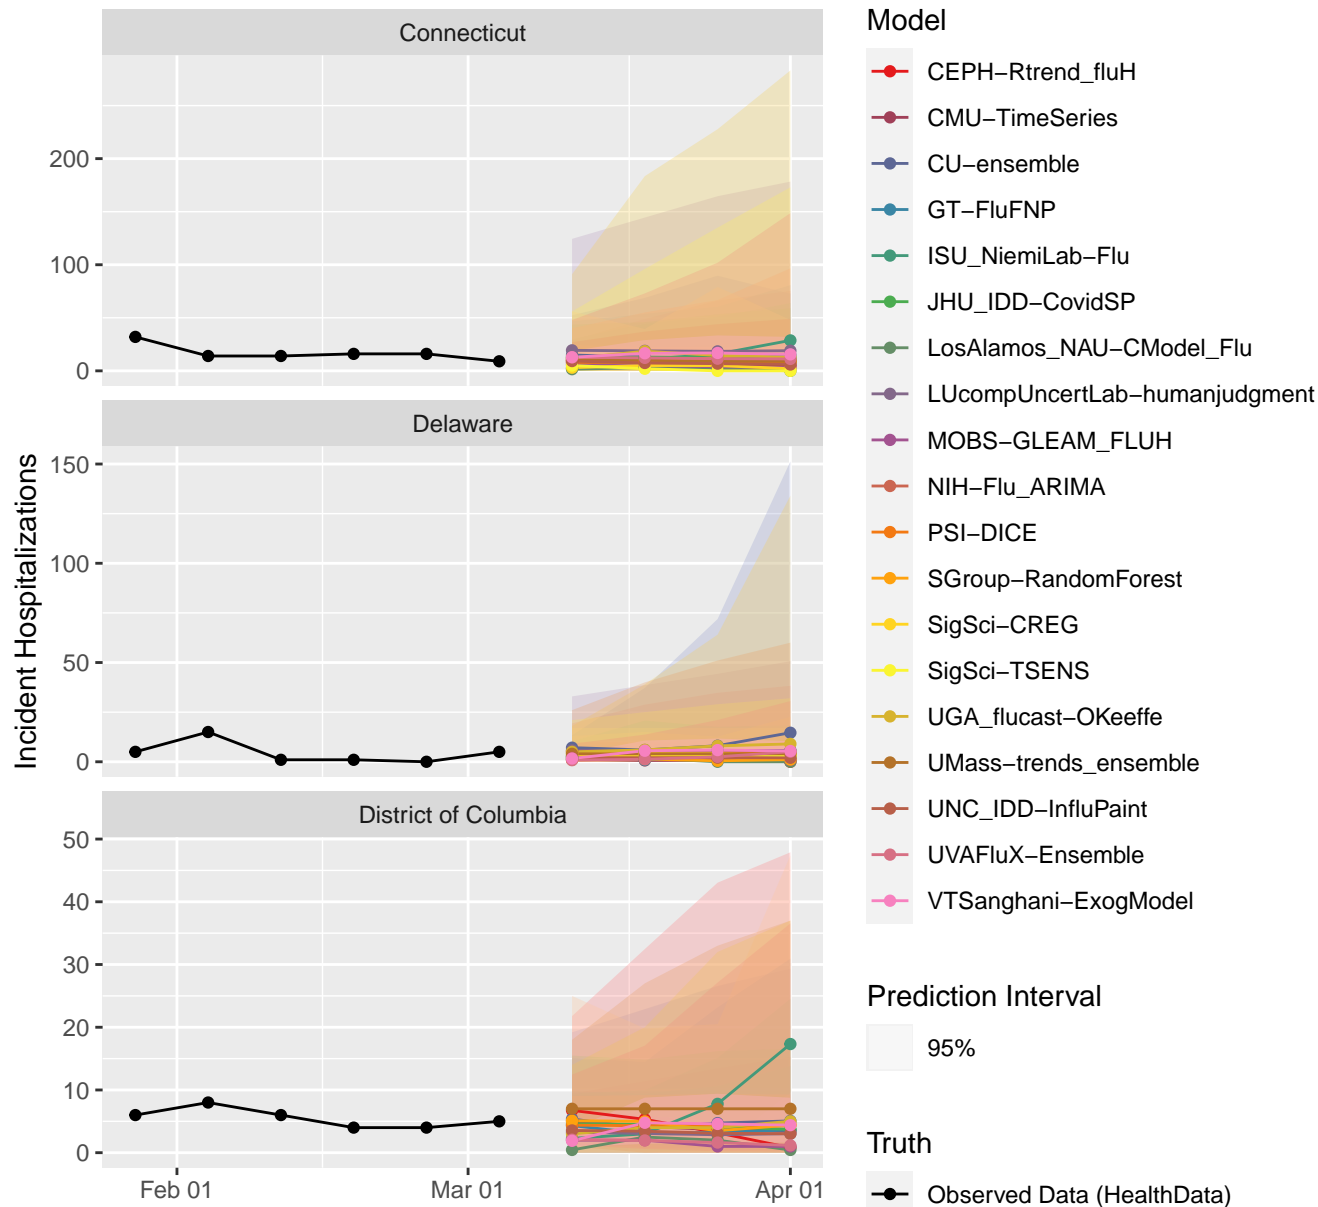 Connecticut
200
100
0
Delaware
150
100
50
0
District of Columbia
50
40
30
20
10
0
Feb 01
Mar 01
Apr 01
Incident Hospitalizations
Model
CEPH−Rtrend_fluH
CMU−TimeSeries
CU−ensemble
GT−FluFNP
ISU_NiemiLab−Flu
JHU_IDD−CovidSP
LosAlamos_NAU−CModel_Flu
LUcompUncertLab−humanjudgment
MOBS−GLEAM_FLUH
NIH−Flu_ARIMA
PSI−DICE
SGroup−RandomForest
SigSci−CREG
SigSci−TSENS
UGA_flucast−OKeeffe
UMass−trends_ensemble
UNC_IDD−InfluPaint
UVAFluX−Ensemble
VTSanghani−ExogModel
Prediction Interval
95%
Truth
Observed Data (HealthData)